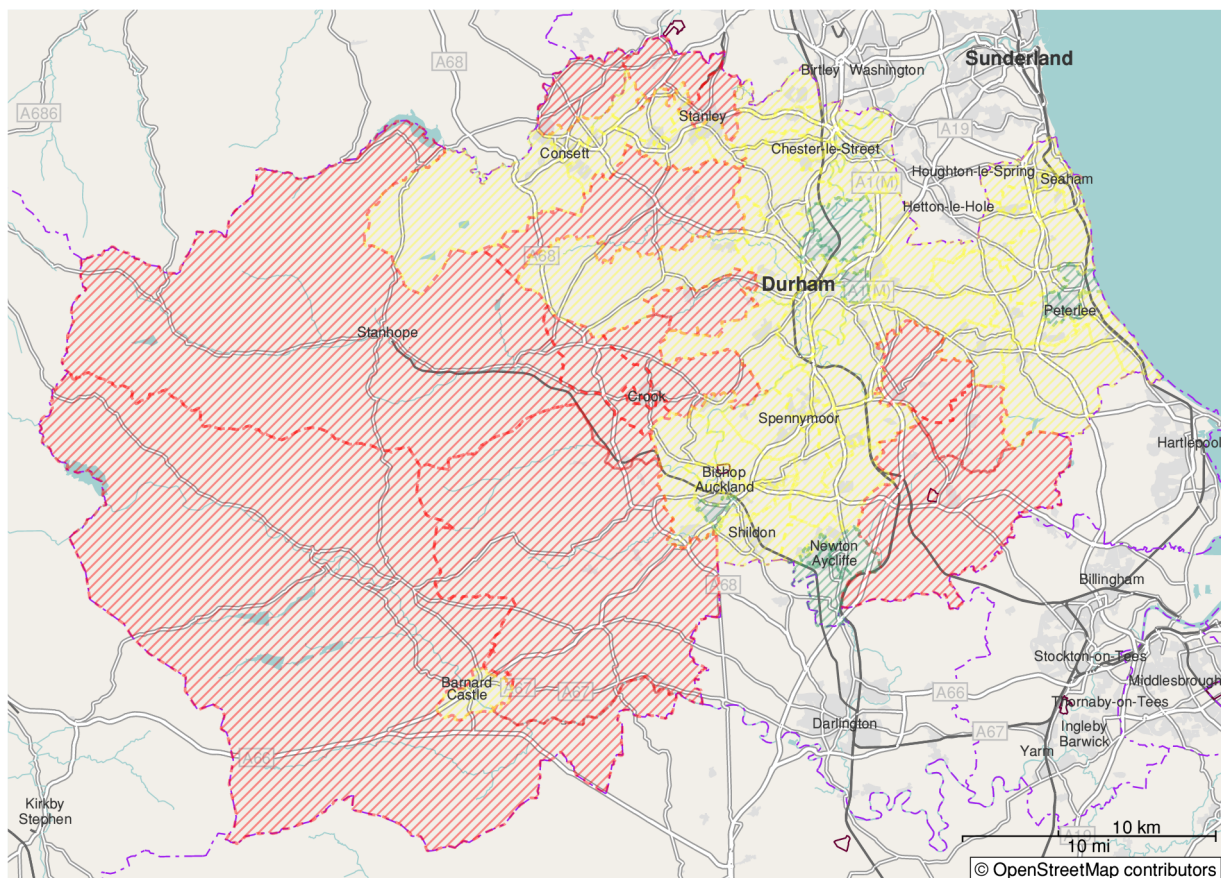 Sunderland
A68
Birtley
Washington
A686
Stanley
A19
Consett
Chester-le-Street
Houghton-le-Spring
Seaham
A1(M)
Hetton-le-Hole
A68
Durham
A1(M)
Peterlee
Stanhope
Crook
Spennymoor
Hartlepool
Bishop
Auckland
Shildon
Newton
Aycliffe
A68
Billingham
Stockton-on-Tees
Barnard
Castle
A67
A67
A66
Middlesbrough
Thornaby-on-Tees
Darlington
Ingleby
Barwick
A67
Yarn
A66
Kirkby
Stephen
10 km
A19
10 mi
© OpenStreetMap contributors